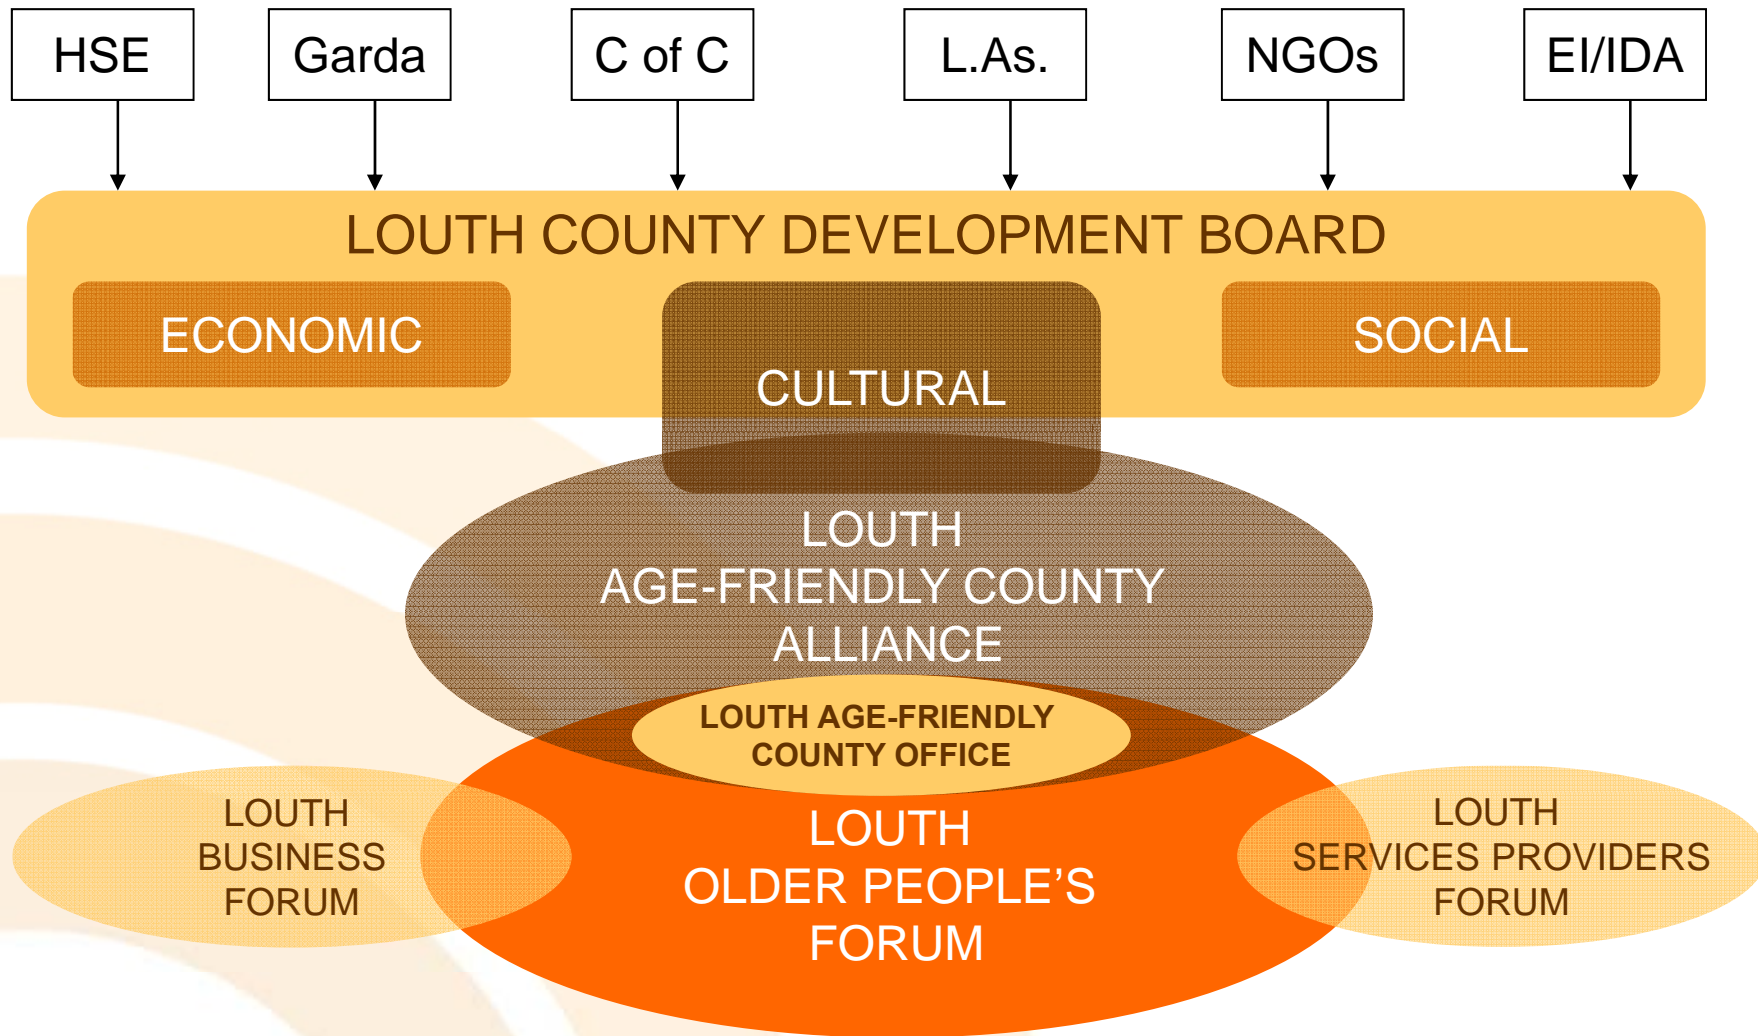 HSE
Garda
C of C
L.As.
NGOs
EI/IDA
LOUTH COUNTY DEVELOPMENT BOARD
ECONOMIC
CULTURAL
SOCIAL
LOUTH
AGE-FRIENDLY COUNTY
ALLIANCE
LOUTH AGE-FRIENDLY
COUNTY OFFICE
LOUTH
BUSINESS
FORUM
LOUTH
OLDER PEOPLE’S
FORUM
LOUTH
SERVICES PROVIDERS
FORUM